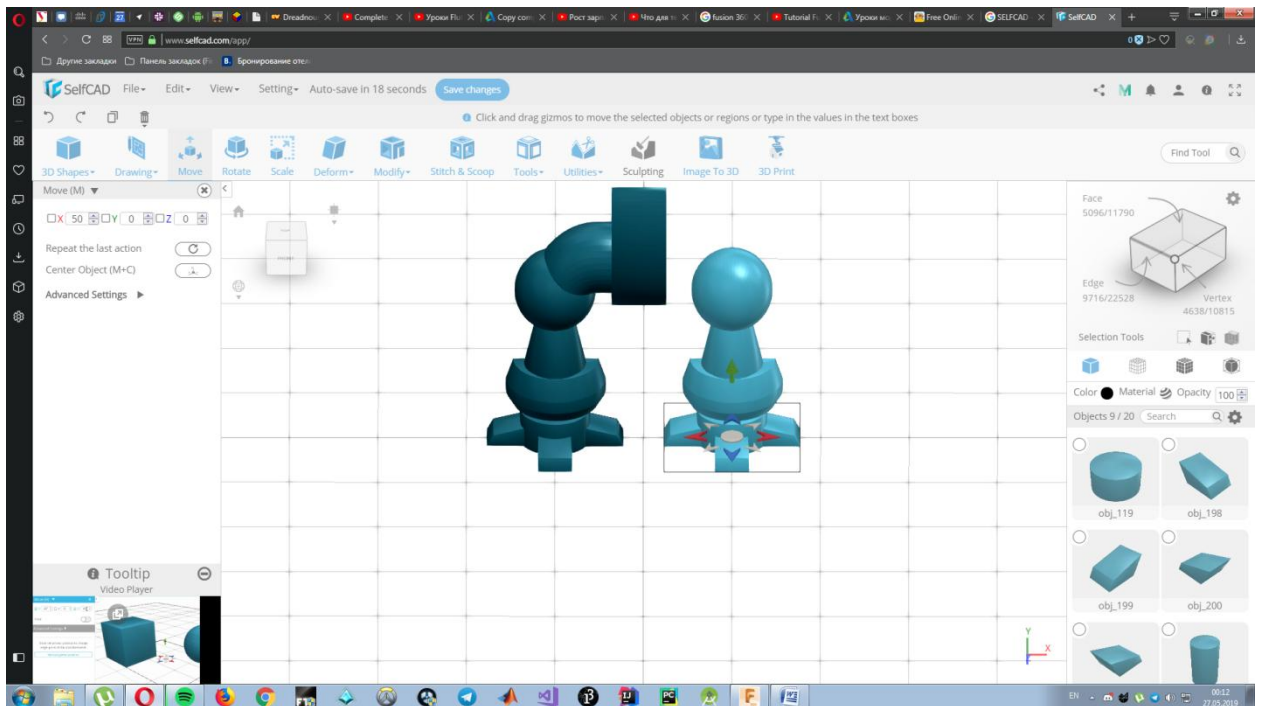 Dreadnou
Complete
Уроки Flu
Copy com
Рост зарп
Что для т
fusion 360
Tutorial Fu
Уроки мо
Free Onlin
SELFCAD -
SelfCAD
VPN
www.selfcad.com/app/
Другие закладки
Панель закладок (Fi
Бронирование отел
SelfCAD
File
Edit
View
Setting
Auto-save in 18 seconds
Save changes
Click and drag gizmos to move the selected objects or regions or type in the values in the text boxes
3D Shapes
Drawing
Move
Rotate
Scale
Deform
Modify
Stitch & Scoop
Tools
Utilities
Sculpting
Image To 3D
3D Print
Find Tool
Move (M)
X 50 Y 0 Z 0
Repeat the last action
Center Object (M+C)
Advanced Settings
FRONT
Face
5096/11790
Edge
9716/22528
Vertex
4638/10815
Selection Tools
Color
Material
Opacity 100
Objects 9 / 20
Search
obj_119
obj_198
obj_199
obj_200
Tooltip
Video Player
Y
X
EN
00:12
27.05.2019